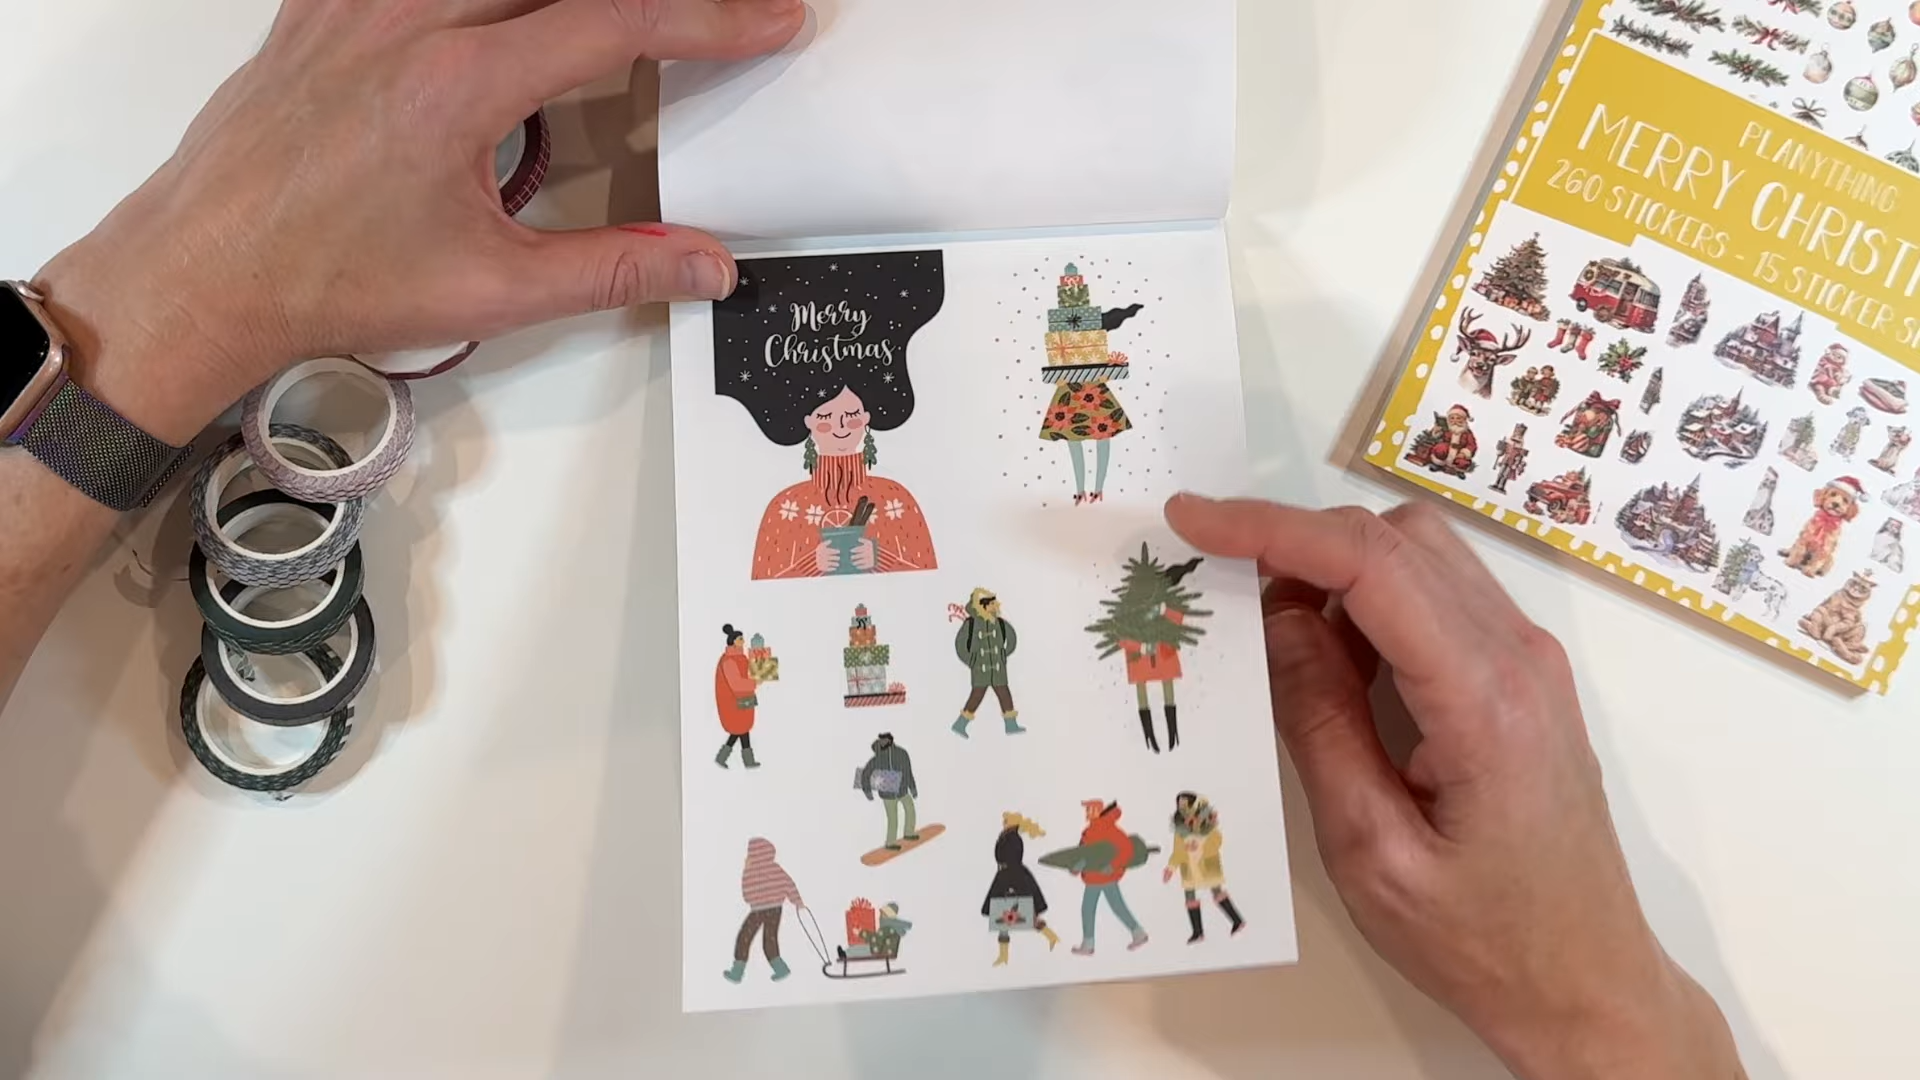 Merry
Christmas
PLANYTHING
MERRY CHRIST
260 STICKERS - 15 STICKER S